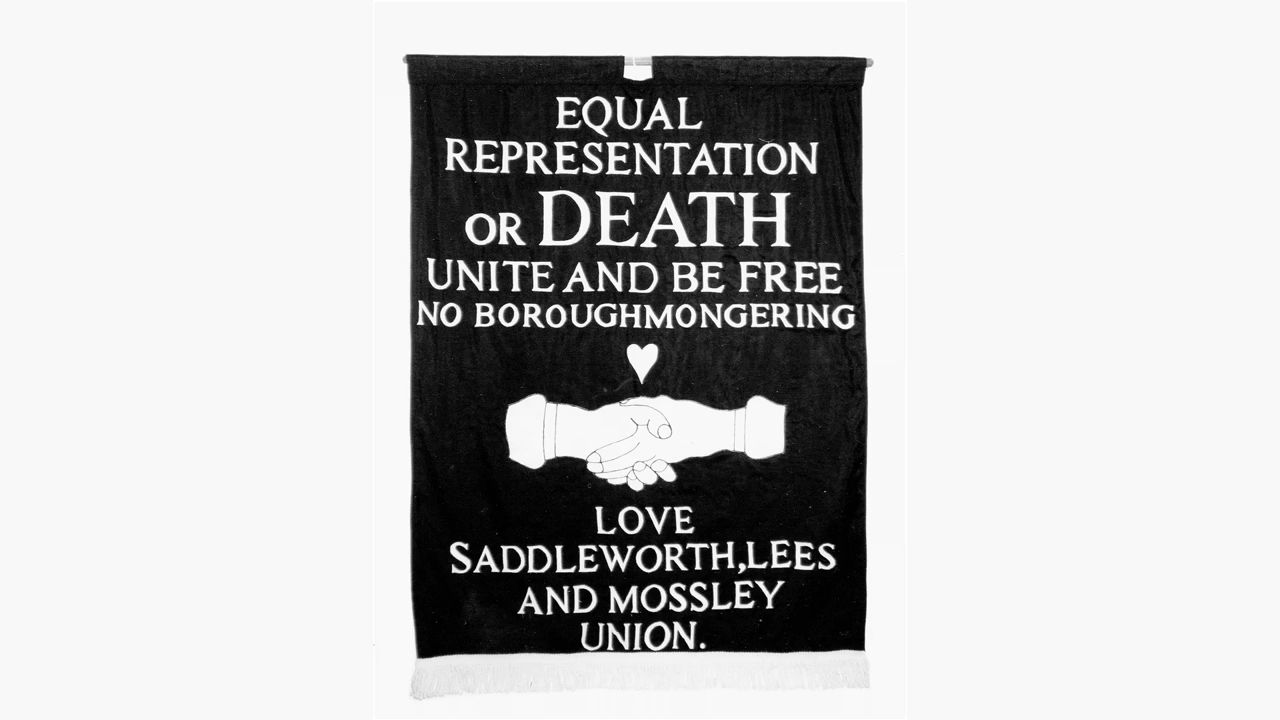 EQUAL
REPRESENTATION
OR DEATH
UNITE AND BE FREE
NO BOROUGHMONGERING
LOVE
SADDLEWORTH,LEES
AND MOSSLEY
UNION.